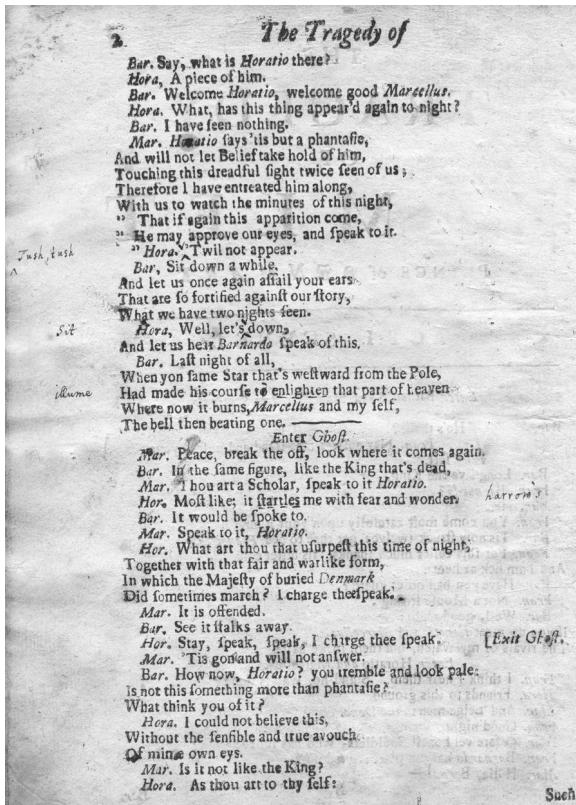 2 The Tragedy of
Bar. Say, what is Horatio there?
Hora, A piece of him.
Bar. Welcome Horatio, welcome good Marcellus.
Hora. What, has this thing appear'd again to night?
Bar. I have ſeen nothing.
Mar. Horatio ſays 'tis but a phantaſie,
And will not let Belief take hold of him,
Touching this dreadful ſight twice ſeen of us;
Therefore I have entreated him along,
With us to watch the minutes of this night,
" That if again this apparition come,
" He may approve our eyes, and ſpeak to it.
Tush, tush
" Hora. 'Twil not appear.
Bar, Sit down a while,
And let us once again aſſail your ears
That are ſo fortified againſt our ſtory,
What we have two nights ſeen.
Sit
Hora, Well, let's down,
And let us hear Barnardo ſpeak of this.
Bar. Laſt night of all,
When yon ſame Star that's weſtward from the Pole,
illume
Had made his courſe to enlighten that part of Heaven
Where now it burns, Marcellus and my ſelf,
The bell then beating one.
Enter Ghoſt.
Mar. Peace, break the off, look where it comes again.
Bar. In the ſame figure, like the King that's dead,
Mar. Thou art a Scholar, ſpeak to it Horatio.
Hor. Moſt like; it ſtartles me with fear and wonder. harrow's
Bar. It would be ſpoke to.
Mar. Speak to it, Horatio.
Hor. What art thou that uſurpeſt this time of night,
Together with that fair and warlike form,
In which the Majeſty of buried Denmark
Did ſometimes march? I charge thee ſpeak.
Mar. It is offended.
Bar. See it ſtalks away.
Hor. Stay, ſpeak, ſpeak, I charge thee ſpeak. [Exit Ghoſt.
Mar. 'Tis gon and will not anſwer.
Bar. How now, Horatio? you tremble and look pale:
Is not this ſomething more than phantaſie?
What think you of it?
Hora. I could not believe this,
Without the ſenſible and true avouch
Of mine own eys.
Mar. Is it not like the King?
Hora. As thou art to thy ſelf:
Such